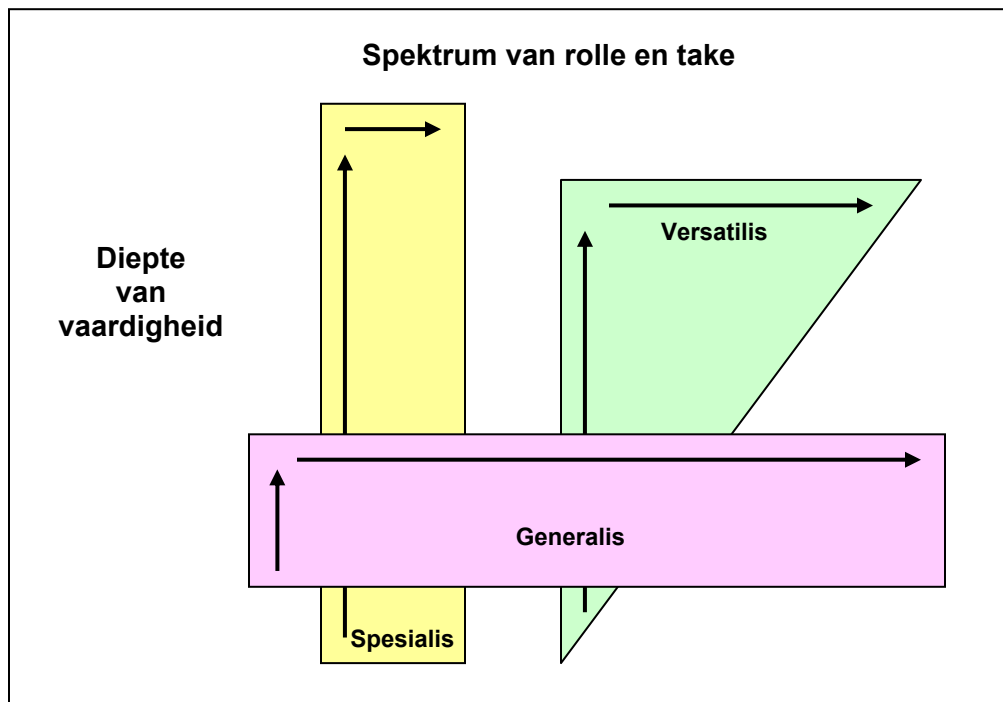 Spektrum van rolle en take
Versatilis
Diepte
van
vaardigheid
Generalis
Spesialis